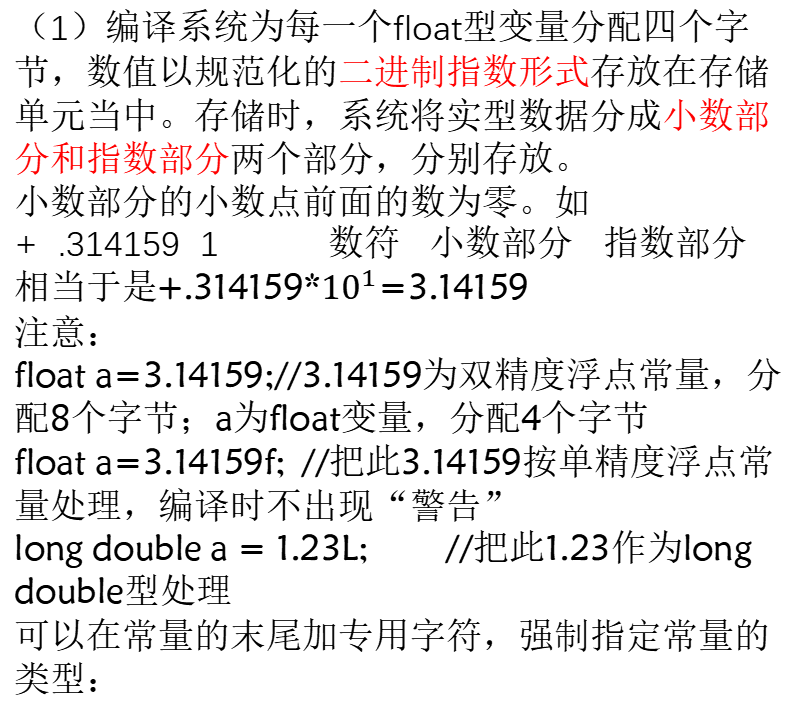 （1）编译系统为每一个float型变量分配四个字
节，数值以规范化的二进制指数形式存放在存储
单元当中。存储时，系统将实型数据分成小数部
分和指数部分两个部分，分别存放。
小数部分的小数点前面的数为零。如
+ .314159 1 数符 小数部分 指数部分
相当于是+.314159*10¹=3.14159
注意：
float a=3.14159;//3.14159为双精度浮点常量，分
配8个字节；a为float变量，分配4个字节
float a=3.14159f; //把此3.14159按单精度浮点常
量处理，编译时不出现“警告”
long double a = 1.23L; //把此1.23作为long
double型处理
可以在常量的末尾加专用字符，强制指定常量的
类型：